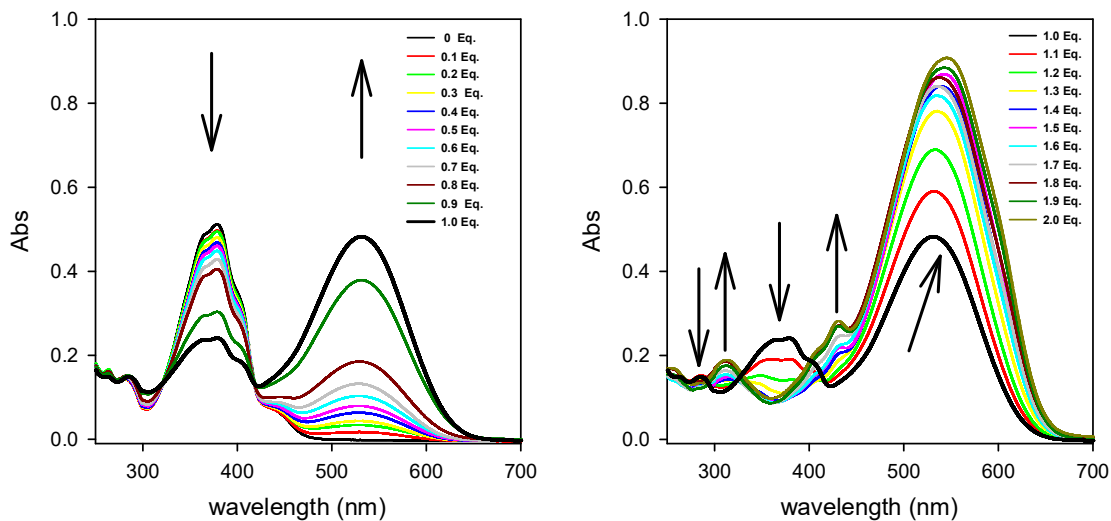 1.0
0.8
0.6
0.4
0.2
0.0
Abs
300
400
500
600
700
wavelength (nm)
0 Eq.
0.1 Eq.
0.2 Eq.
0.3 Eq.
0.4 Eq.
0.5 Eq.
0.6 Eq.
0.7 Eq.
0.8 Eq.
0.9 Eq.
1.0 Eq.
1.0
0.8
0.6
0.4
0.2
0.0
Abs
300
400
500
600
700
wavelength (nm)
1.0 Eq.
1.1 Eq.
1.2 Eq.
1.3 Eq.
1.4 Eq.
1.5 Eq.
1.6 Eq.
1.7 Eq.
1.8 Eq.
1.9 Eq.
2.0 Eq.